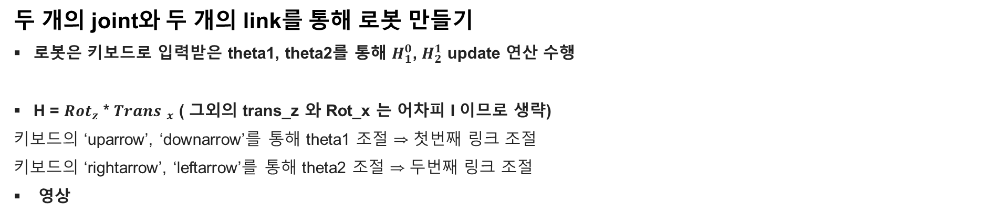 두 개의 joint와 두 개의 link를 통해 로봇 만들기
▪ 로봇은 키보드로 입력받은 theta1, theta2를 통해 $H_1^0$, $H_2^1$ update 연산 수행
▪ H = $Rot_z$ * $Trans_x$ ( 그외의 trans_z 와 Rot_x 는 어차피 I 이므로 생략)
키보드의 ‘uparrow’, ‘downarrow’를 통해 theta1 조절 ⇒ 첫번째 링크 조절
키보드의 ‘rightarrow’, ‘leftarrow’를 통해 theta2 조절 ⇒ 두번째 링크 조절
▪ 영상